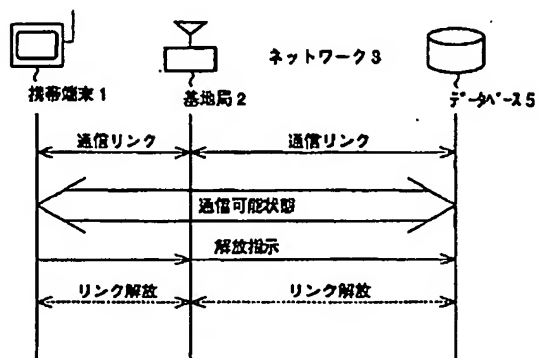 ネットワーク3
携帯端末1
基地局2
データベース5
通信リンク
通信リンク
通信可能状態
解放指示
リンク解放
リンク解放